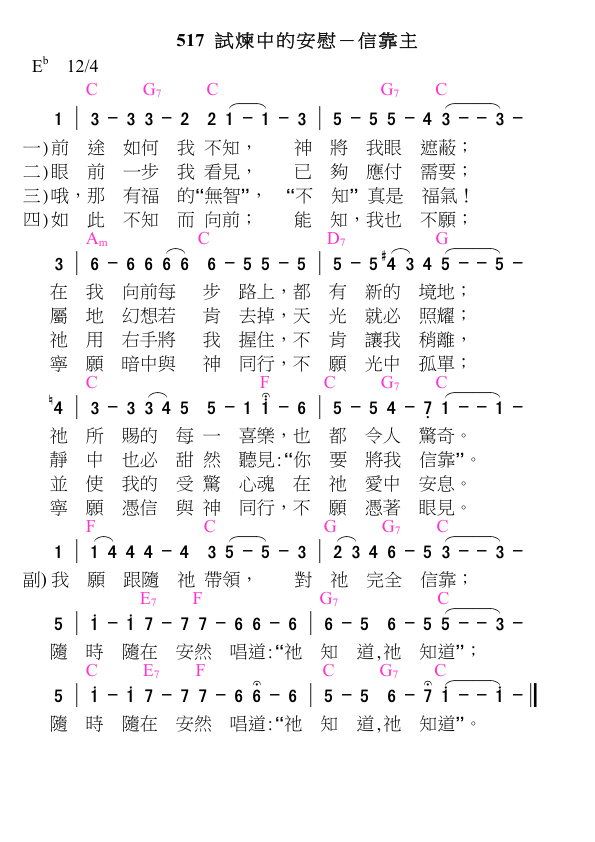 517 試煉中的安慰－信靠主
E♭ 12/4
C G7 C G7 C
1 | 3 - 3 3 - 2 2 1 - 1 - 3 | 5 - 5 5 - 4 3 - - 3 -
一)前 途 如何 我 不知， 神 將 我眼 遮蔽；
二)眼 前 一步 我 看見， 已 夠 應付 需要；
三)哦，那 有福 的“無智”， “不 知” 真是 福氣！
四)如 此 不知 而 向前； 能 知，我也 不願；
Am C D7 G
3 | 6 - 6 6 6 6 6 - 5 5 - 5 | 5 - 5 #4 3 4 5 - - 5 -
在 我 向前每 步 路上，都 有 新的 境地；
屬 地 幻想若 肯 去掉，天 光 就必 照耀；
祂 用 右手將 我 握住，不 肯 讓我 稍離，
寧 願 暗中與 神 同行，不 願 光中 孤單；
C F C G7 C
♮4 | 3 - 3 3 4 5 5 - 1 i - 6 | 5 - 5 4 - 7̣ 1 - - 1 -
祂 所 賜的 每 一 喜樂，也 都 令人 驚奇。
靜 中 也必 甜 然 聽見:“你 要 將我 信靠”。
並 使 我的 受 驚 心魂 在 祂 愛中 安息。
寧 願 憑信 與 神 同行，不 願 憑著 眼見。
F C G G7 C
1 | 1 4 4 4 - 4 3 5 - 5 - 3 | 2 3 4 6 - 5 3 - - 3 -
副)我 願 跟隨 祂 帶領， 對 祂 完全 信靠；
E7 F G7 C
5 | i - i 7 - 7 7 - 6 6 - 6 | 6 - 5 6 - 5 5 - - 3 -
隨 時 隨在 安然 唱道:“祂 知 道,祂 知道”；
C E7 F C G7 C
5 | i - i 7 - 7 7 - 6 6 - 6 | 5 - 5 6 - 7̣ 1 - - 1 - ‖
隨 時 隨在 安然 唱道:“祂 知 道,祂 知道”。